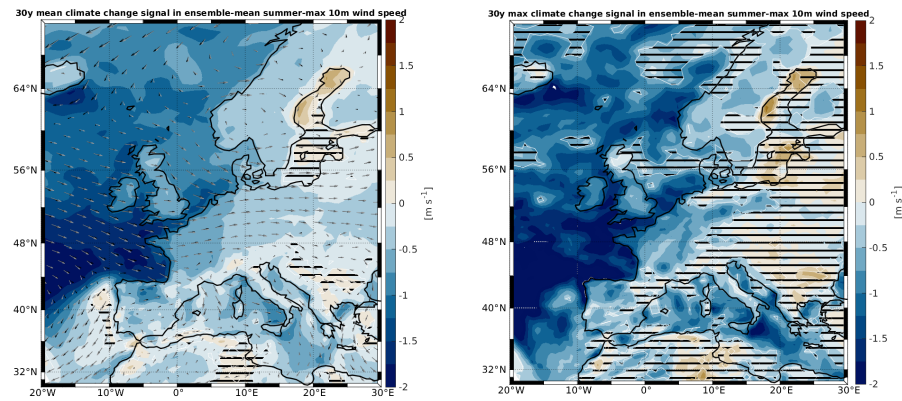 30y mean climate change signal in ensemble-mean summer-max 10m wind speed
30y max climate change signal in ensemble-mean summer-max 10m wind speed
64°N
56°N
48°N
40°N
32°N
20°W 10°W 0° 10°E 20°E 30°E
2
1.5
1
0.5
0
-0.5
-1
-1.5
-2
[m s⁻¹]
64°N
56°N
48°N
40°N
32°N
20°W 10°W 0° 10°E 20°E 30°E
2
1.5
1
0.5
0
-0.5
-1
-1.5
-2
[m s⁻¹]